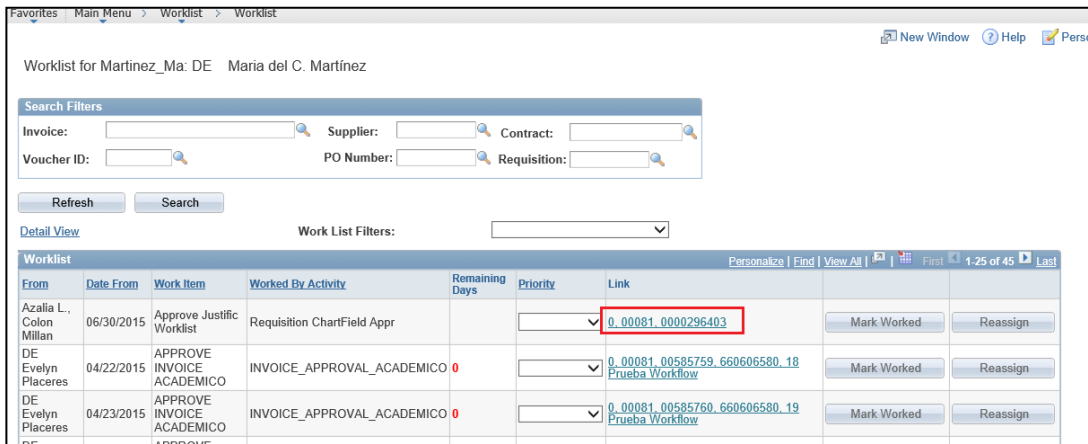 Favorites Main Menu > Worklist > Worklist
New Window Help Perso
Worklist for Martinez_Ma: DE Maria del C. Martínez
Search Filters
Invoice: Supplier: Contract:
Voucher ID: PO Number: Requisition:
Refresh Search
Detail View Work List Filters:
Worklist Personalize | Find | View All | | First 1-25 of 45 Last
From Date From Work Item Worked By Activity Remaining Days Priority Link
Azalia L., Colon Millan 06/30/2015 Approve Justific Worklist Requisition ChartField Appr 0, 00081, 0000296403 Mark Worked Reassign
DE Evelyn Placeres 04/22/2015 APPROVE INVOICE ACADEMICO INVOICE_APPROVAL_ACADEMICO 0 0, 00081, 00585759, 660606580, 18 Prueba Workflow Mark Worked Reassign
DE Evelyn Placeres 04/23/2015 APPROVE INVOICE ACADEMICO INVOICE_APPROVAL_ACADEMICO 0 0, 00081, 00585760, 660606580, 19 Prueba Workflow Mark Worked Reassign